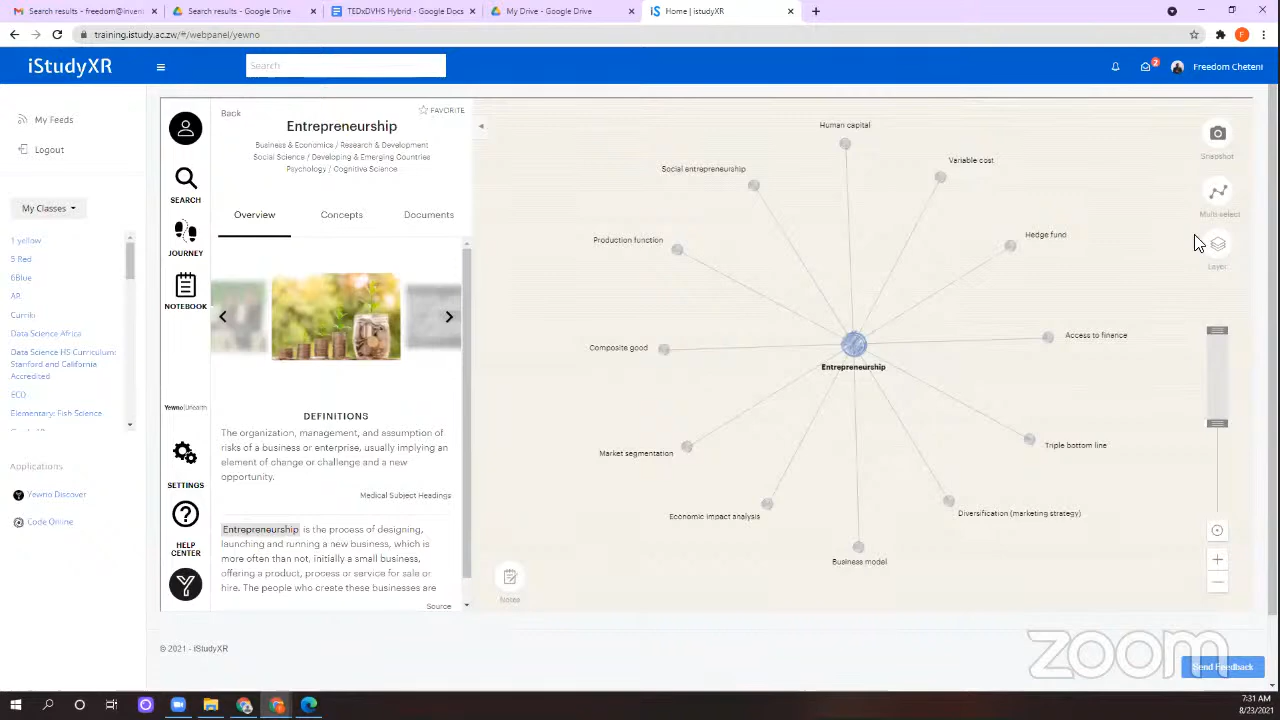 Search results - freedom@inveni
Search results - Google Drive
TEDxDVHS Hybrid - Google Docs
My Drive - Google Drive
Home | istudyXR
training.istudy.ac.zw/#/webpanel/yewno
F
iStudyXR
Search
2
Freedom Cheteni
My Feeds
Logout
My Classes
1 yellow
5 Red
6Blue
AR
Curriki
Data Science Africa
Data Science HS Curriculum:
Stanford and California
Accredited
ECD
Elementary: Fish Science
Applications
Yewno Discover
Code Online
SEARCH
JOURNEY
NOTEBOOK
Yewno|Unearth
SETTINGS
HELP
CENTER
Back
FAVORITE
Entrepreneurship
Business & Economics / Research & Development
Social Science / Developing & Emerging Countries
Psychology / Cognitive Science
Overview
Concepts
Documents
DEFINITIONS
The organization, management, and assumption of
risks of a business or enterprise, usually implying an
element of change or challenge and a new
opportunity.
Medical Subject Headings
Entrepreneurship is the process of designing,
launching and running a new business, which is
more often than not, initially a small business,
offering a product, process or service for sale or
hire. The people who create these businesses are
Source
Human capital
Variable cost
Social entrepreneurship
Hedge fund
Production function
Access to finance
Composite good
Entrepreneurship
Triple bottom line
Market segmentation
Diversification (marketing strategy)
Economic impact analysis
Business model
Notes
Snapshot
Multi-select
Layer
© 2021 - iStudyXR
zoom
Send Feedback
7:31 AM
8/23/2021